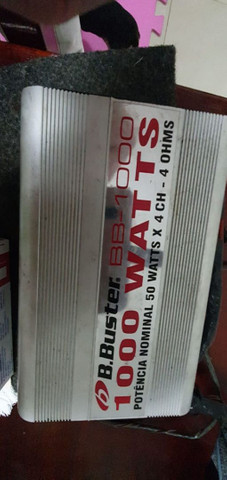 B.Buster. BB-1000
1000 WATTS
POTÊNCIA NOMINAL 50 WATTS X 4 CH - 4 OHMS